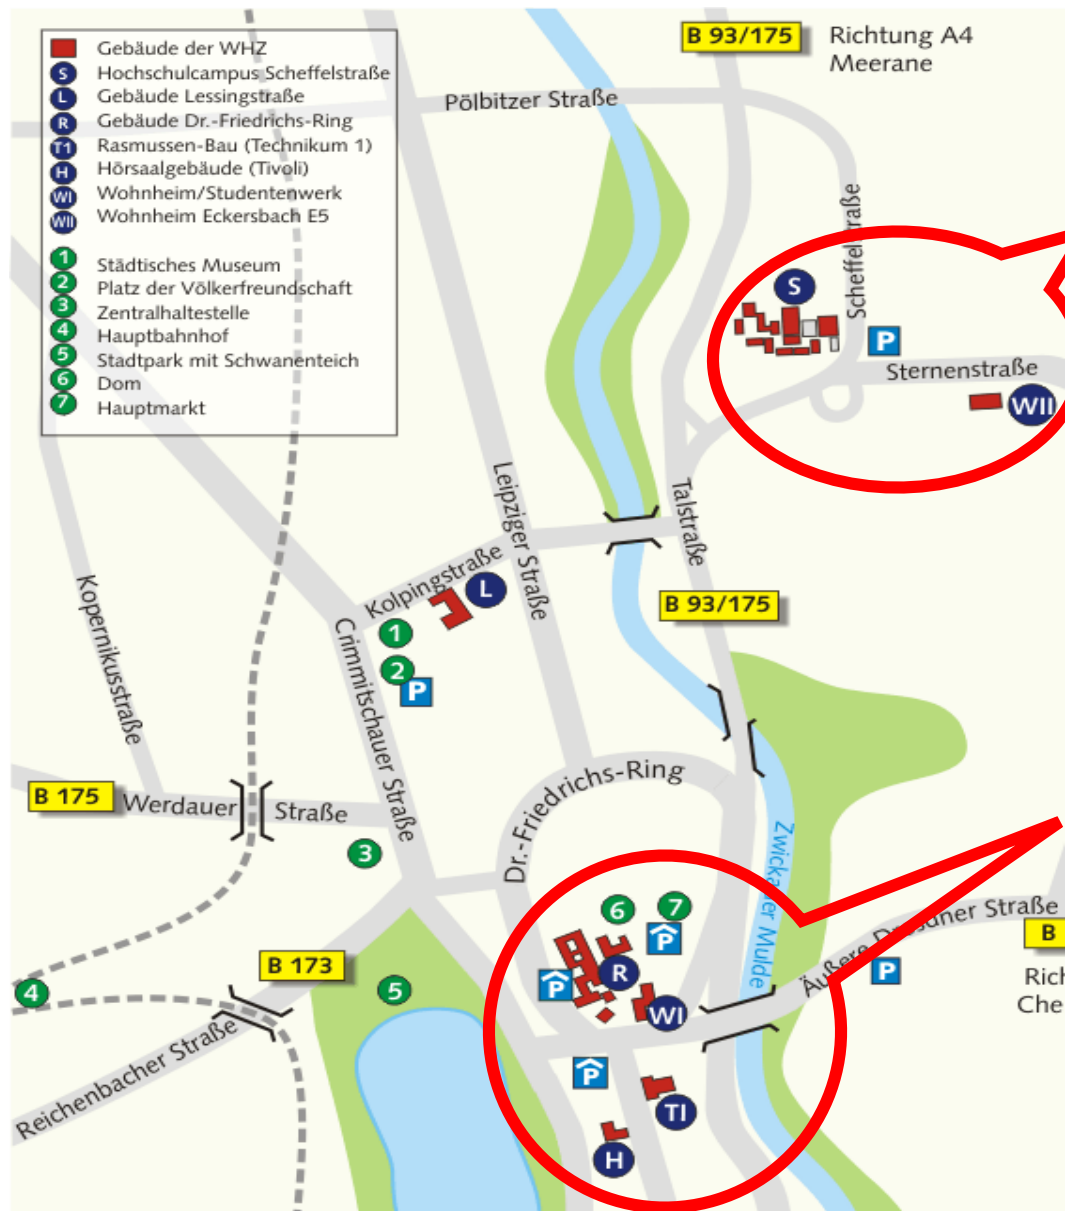 Gebäude der WHZ
S Hochschulcampus Scheffelstraße
L Gebäude Lessingstraße
R Gebäude Dr.-Friedrichs-Ring
T1 Rasmussen-Bau (Technikum 1)
H Hörsaalgebäude (Tivoli)
WI Wohnheim/Studentenwerk
WII Wohnheim Eckersbach E5
1 Städtisches Museum
2 Platz der Völkerfreundschaft
3 Zentralhaltestelle
4 Hauptbahnhof
5 Stadtpark mit Schwanenteich
6 Dom
7 Hauptmarkt
B 93/175
Richtung A4
Meerane
Pölbitzer Straße
Scheffelstraße
S
P
Sternenstraße
WII
Leipziger Straße
Talstraße
Kolpingstraße
L
B 93/175
Kopernikusstraße
1
2
P
Crimmitschauer Straße
B 175
Werdauer Straße
3
Dr.-Friedrichs-Ring
Zwickauer Mulde
6
7
P
R
P
WI
Äußere Dresdner Straße
P
B
B 173
4
5
Reichenbacher Straße
P
TI
H